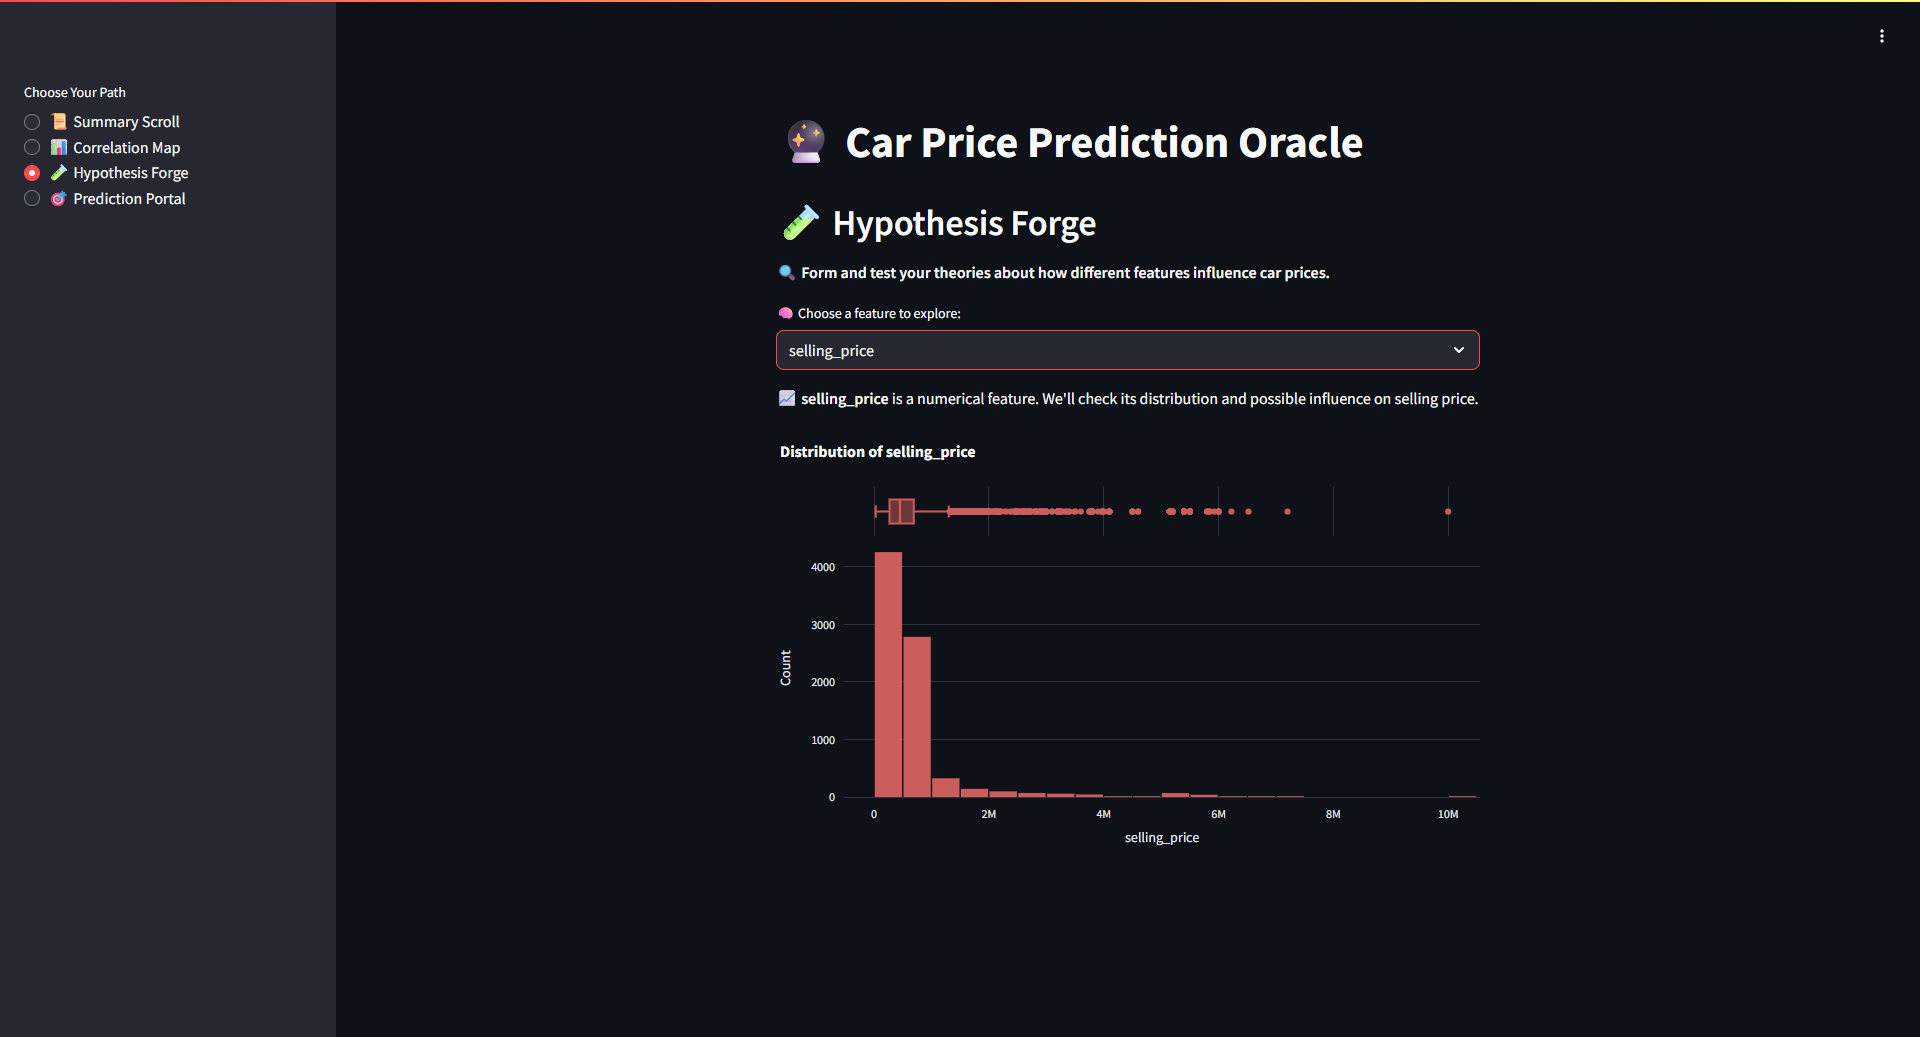 Choose Your Path
Summary Scroll
Correlation Map
Hypothesis Forge
Prediction Portal
Car Price Prediction Oracle
Hypothesis Forge
Form and test your theories about how different features influence car prices.
Choose a feature to explore:
selling_price
selling_price is a numerical feature. We'll check its distribution and possible influence on selling price.
Distribution of selling_price
4000
3000
2000
1000
0
Count
0 2M 4M 6M 8M 10M
selling_price